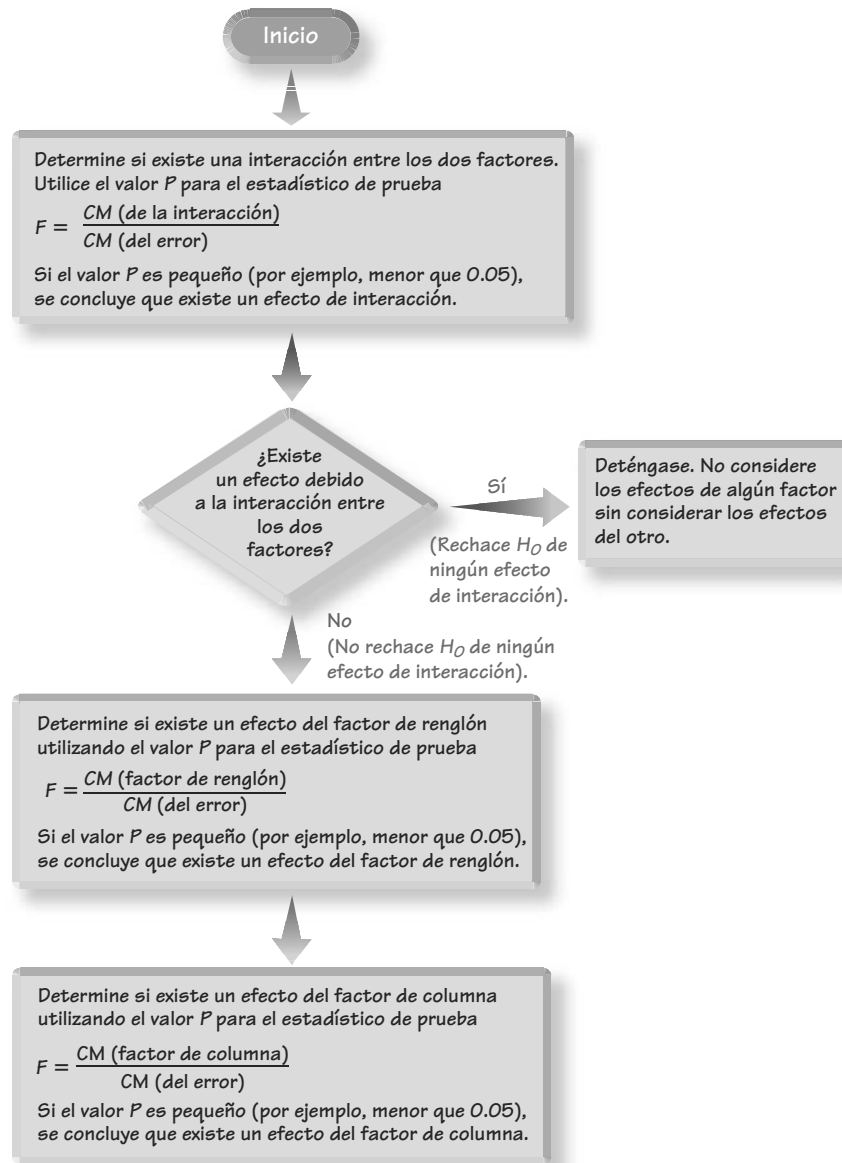 Inicio
Determine si existe una interacción entre los dos factores.
Utilice el valor P para el estadístico de prueba
F = CM (de la interacción)
CM (del error)
Si el valor P es pequeño (por ejemplo, menor que 0.05),
se concluye que existe un efecto de interacción.
¿Existe
un efecto debido
a la interacción entre
los dos
factores?
Sí
(Rechace H₀ de
ningún efecto
de interacción).
Deténgase. No considere
los efectos de algún factor
sin considerar los efectos
del otro.
No
(No rechace H₀ de ningún
efecto de interacción).
Determine si existe un efecto del factor de renglón
utilizando el valor P para el estadístico de prueba
F = CM (factor de renglón)
CM (del error)
Si el valor P es pequeño (por ejemplo, menor que 0.05),
se concluye que existe un efecto del factor de renglón.
Determine si existe un efecto del factor de columna
utilizando el valor P para el estadístico de prueba
F = CM (factor de columna)
CM (del error)
Si el valor P es pequeño (por ejemplo, menor que 0.05),
se concluye que existe un efecto del factor de columna.